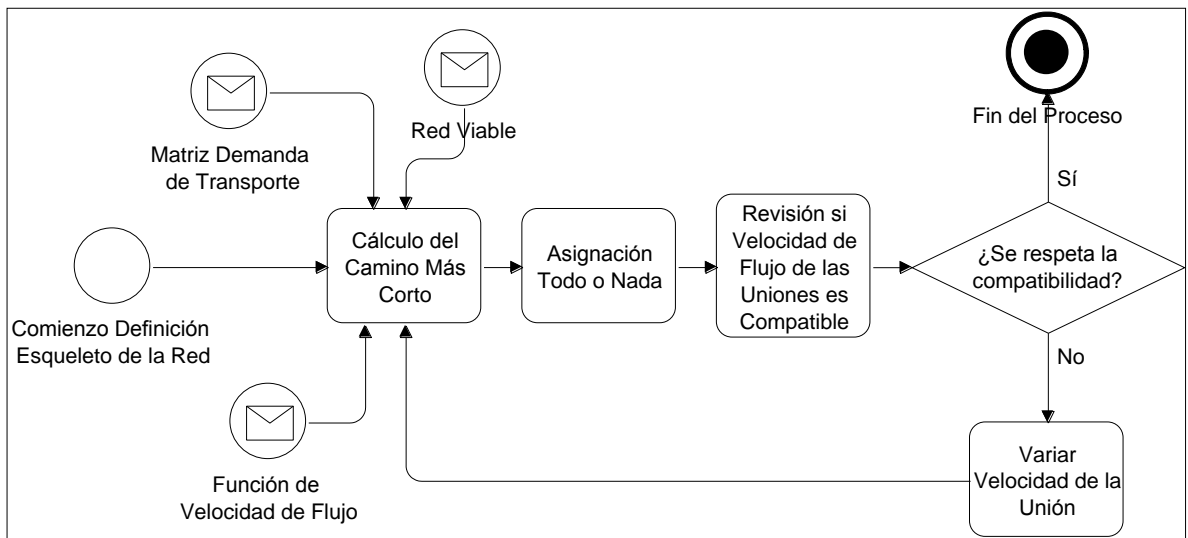 Matriz Demanda
de Transporte
Red Viable
Fin del Proceso
Comienzo Definición
Esqueleto de la Red
Cálculo del
Camino Más
Corto
Asignación
Todo o Nada
Revisión si
Velocidad de
Flujo de las
Uniones es
Compatible
¿Se respeta la
compatibilidad?
Sí
No
Función de
Velocidad de Flujo
Variar
Velocidad de la
Unión